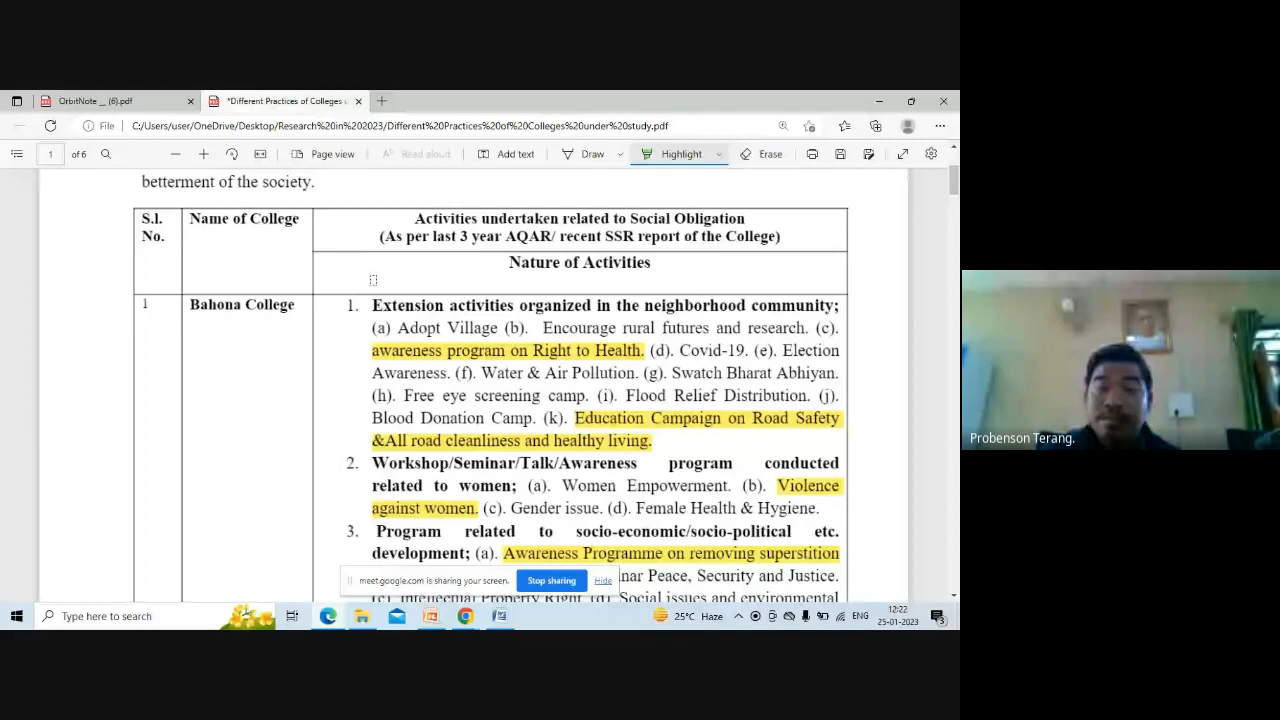 OrbitNote __ (6).pdf
*Different Practices of Colleges u
File C:/Users/user/OneDrive/Desktop/Research%20in%202023/Different%20Practices%20of%20Colleges%20under%20study.pdf
1 of 6 Page view Read aloud Add text Draw Highlight Erase
betterment of the society.
S.l. No.
Name of College
Activities undertaken related to Social Obligation
(As per last 3 year AQAR/ recent SSR report of the College)
Nature of Activities
1
Bahona College
1. Extension activities organized in the neighborhood community;
(a) Adopt Village (b). Encourage rural futures and research. (c).
awareness program on Right to Health. (d). Covid-19. (e). Election
Awareness. (f). Water & Air Pollution. (g). Swatch Bharat Abhiyan.
(h). Free eye screening camp. (i). Flood Relief Distribution. (j).
Blood Donation Camp. (k). Education Campaign on Road Safety
&All road cleanliness and healthy living.
2. Workshop/Seminar/Talk/Awareness program conducted
related to women; (a). Women Empowerment. (b). Violence
against women. (c). Gender issue. (d). Female Health & Hygiene.
3. Program related to socio-economic/socio-political etc.
development; (a). Awareness Programme on removing superstition
nar Peace, Security and Justice.
(c). Intellectual Property Right. (d). Social issues and environmental
meet.google.com is sharing your screen. Stop sharing Hide
Type here to search
25°C Haze
ENG
12:22
25-01-2023
3
Probenson Terang.